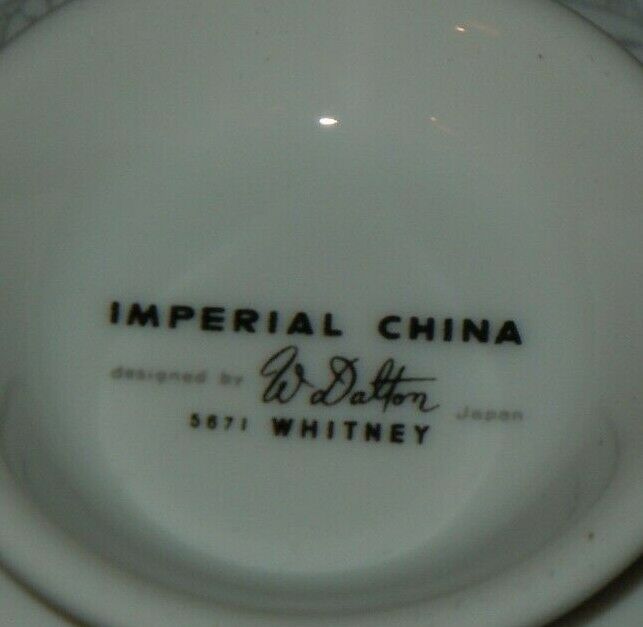 IMPERIAL CHINA
designed by W Dalton Japan
5671 WHITNEY